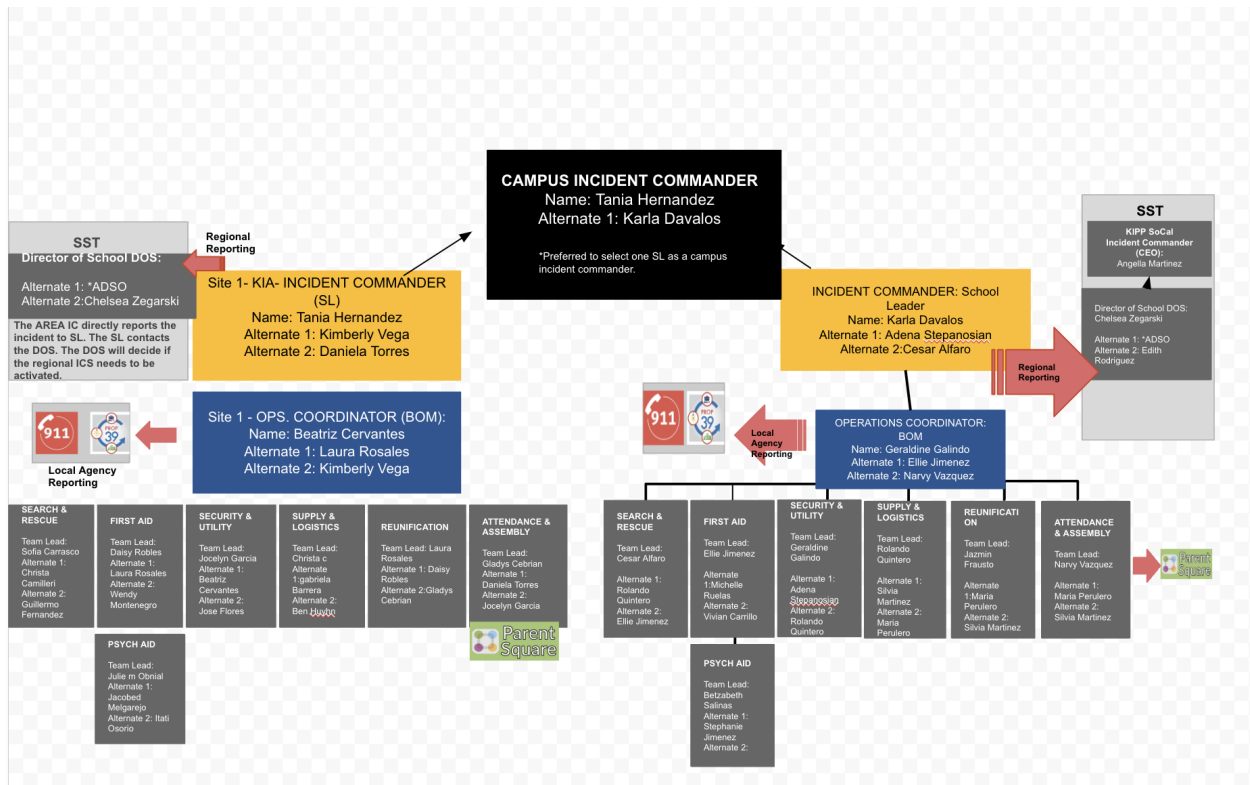 CAMPUS INCIDENT COMMANDER
Name: Tania Hernandez
Alternate 1: Karla Davalos
*Preferred to select one SL as a campus
incident commander.
SST
Director of School DOS:
Alternate 1: *ADSO
Alternate 2:Chelsea Zegarski
The AREA IC directly reports the
incident to SL. The SL contacts
the DOS. The DOS will decide if
the regional ICS needs to be
activated.
Regional
Reporting
Site 1- KIA- INCIDENT COMMANDER
(SL)
Name: Tania Hernandez
Alternate 1: Kimberly Vega
Alternate 2: Daniela Torres
911
PROP
39
Local Agency
Reporting
Site 1 - OPS. COORDINATOR (BOM):
Name: Beatriz Cervantes
Alternate 1: Laura Rosales
Alternate 2: Kimberly Vega
SEARCH &
RESCUE
Team Lead:
Sofia Carrasco
Alternate 1:
Christa
Camilleri
Alternate 2:
Guillermo
Fernandez
FIRST AID
Team Lead:
Daisy Robles
Alternate 1:
Laura Rosales
Alternate 2:
Wendy
Montenegro
SECURITY &
UTILITY
Team Lead:
Jocelyn Garcia
Alternate 1:
Beatriz
Cervantes
Alternate 2:
Jose Flores
SUPPLY &
LOGISTICS
Team Lead:
Christa c
Alternate
1:gabriela
Barrera
Alternate 2:
Ben Huyhn
REUNIFICATION
Team Lead: Laura
Rosales
Alternate 1: Daisy
Robles
Alternate 2:Gladys
Cebrian
ATTENDANCE &
ASSEMBLY
Team Lead:
Gladys Cebrian
Alternate 1:
Daniela Torres
Alternate 2:
Jocelyn Garcia
Parent
Square
PSYCH AID
Team Lead:
Julie m Obnial
Alternate 1:
Jacobed
Melgarejo
Alternate 2: Itati
Osorio
INCIDENT COMMANDER: School
Leader
Name: Karla Davalos
Alternate 1: Adena Stepanosian
Alternate 2:Cesar Alfaro
Regional
Reporting
SST
KIPP SoCal
Incident Commander
(CEO):
Angella Martinez
Director of School DOS:
Chelsea Zegarski
Alternate 1: *ADSO
Alternate 2: Edith
Rodriguez
911
PROP
39
Local
Agency
Reporting
OPERATIONS COORDINATOR:
BOM
Name: Geraldine Galindo
Alternate 1: Ellie Jimenez
Alternate 2: Narvy Vazquez
SEARCH &
RESCUE
Team Lead:
Cesar Alfaro
Alternate 1:
Rolando
Quintero
Alternate 2:
Ellie Jimenez
FIRST AID
Team Lead:
Ellie Jimenez
Alternate
1:Michelle
Ruelas
Alternate 2:
Vivian Carrillo
SECURITY &
UTILITY
Team Lead:
Geraldine
Galindo
Alternate 1:
Adena
Stepanosian
Alternate 2:
Rolando
Quintero
SUPPLY &
LOGISTICS
Team Lead:
Rolando
Quintero
Alternate 1:
Silvia
Martinez
Alternate 2:
Maria
Perulero
REUNIFICATI
ON
Team Lead:
Jazmin
Frausto
Alternate
1:Maria
Perulero
Alternate 2:
Silvia Martinez
ATTENDANCE
& ASSEMBLY
Team Lead:
Narvy Vazquez
Alternate 1:
Maria Perulero
Alternate 2:
Silvia Martinez
Parent
Square
PSYCH AID
Team Lead:
Betzabeth
Salinas
Alternate 1:
Stephanie
Jimenez
Alternate 2: